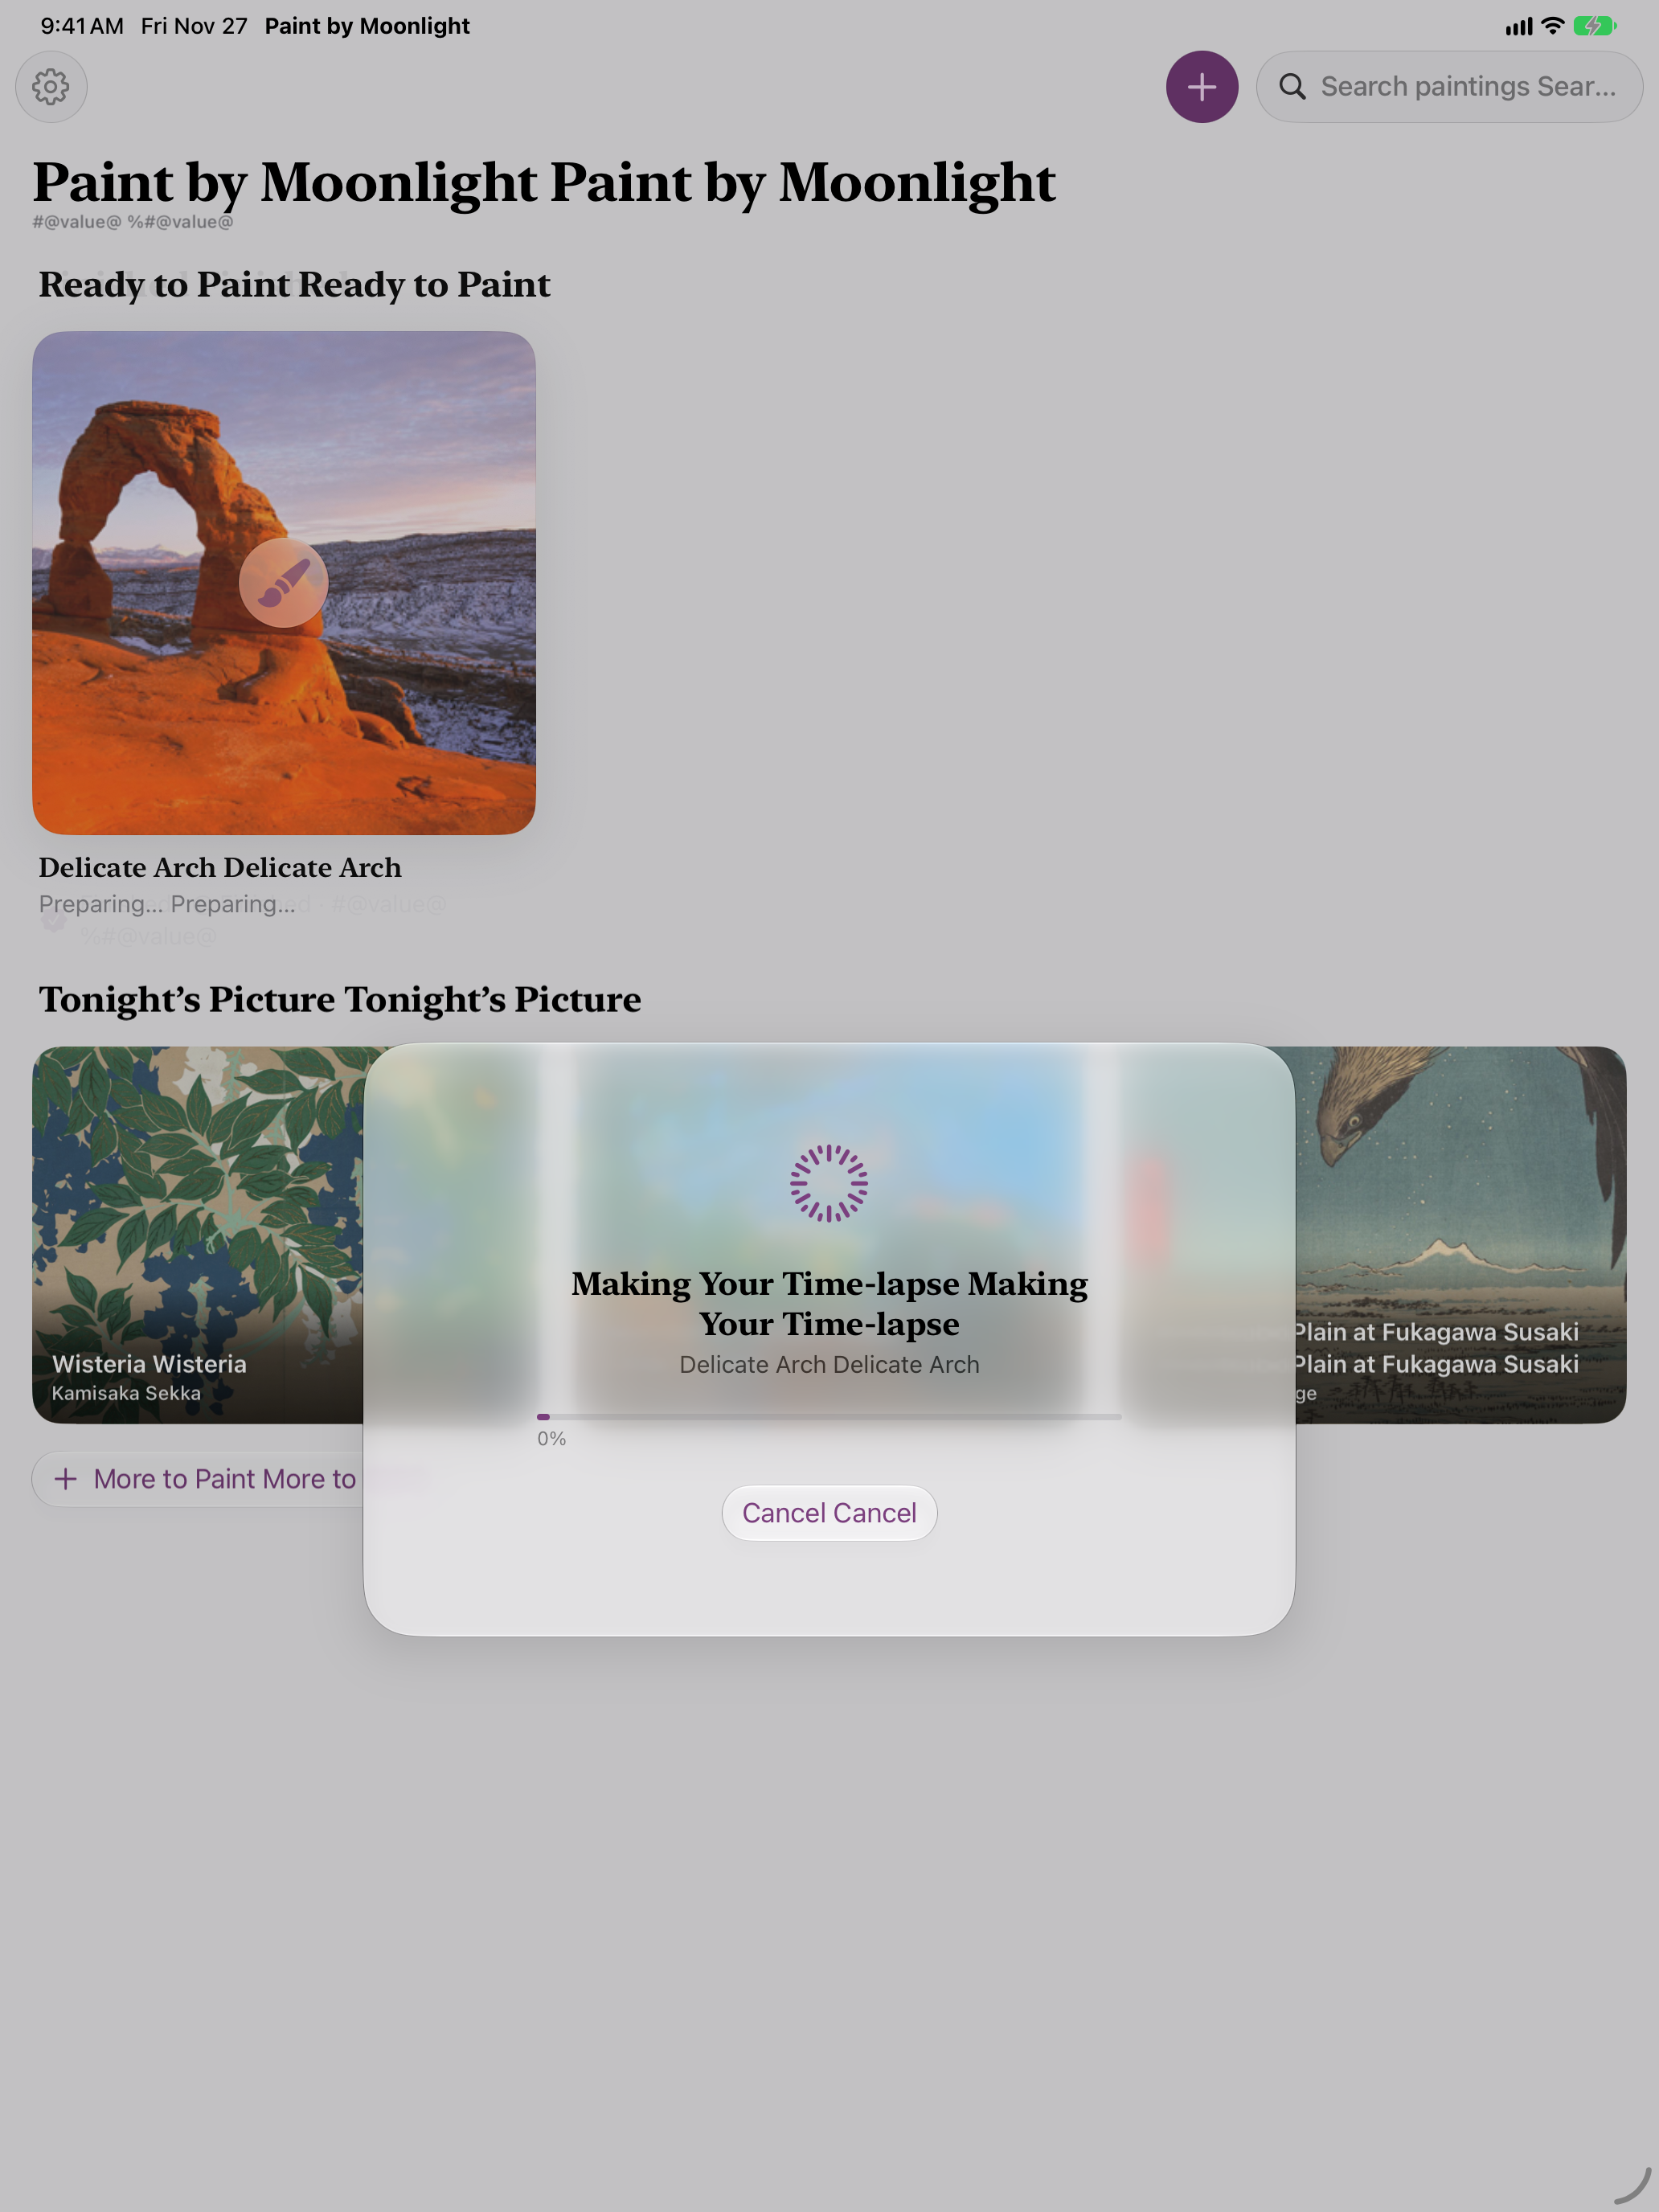 9:41 AM Fri Nov 27 Paint by Moonlight
Search paintings Sear...
Paint by Moonlight Paint by Moonlight
#@value@ %#@value@
Ready to Paint Ready to Paint
Delicate Arch Delicate Arch
Preparing... Preparing...
#@value@
%#@value@
Tonight’s Picture Tonight’s Picture
Wisteria Wisteria
Kamisaka Sekka
Plain at Fukagawa Susaki
Plain at Fukagawa Susaki
More to Paint More to
Making Your Time-lapse Making
Your Time-lapse
Delicate Arch Delicate Arch
0%
Cancel Cancel